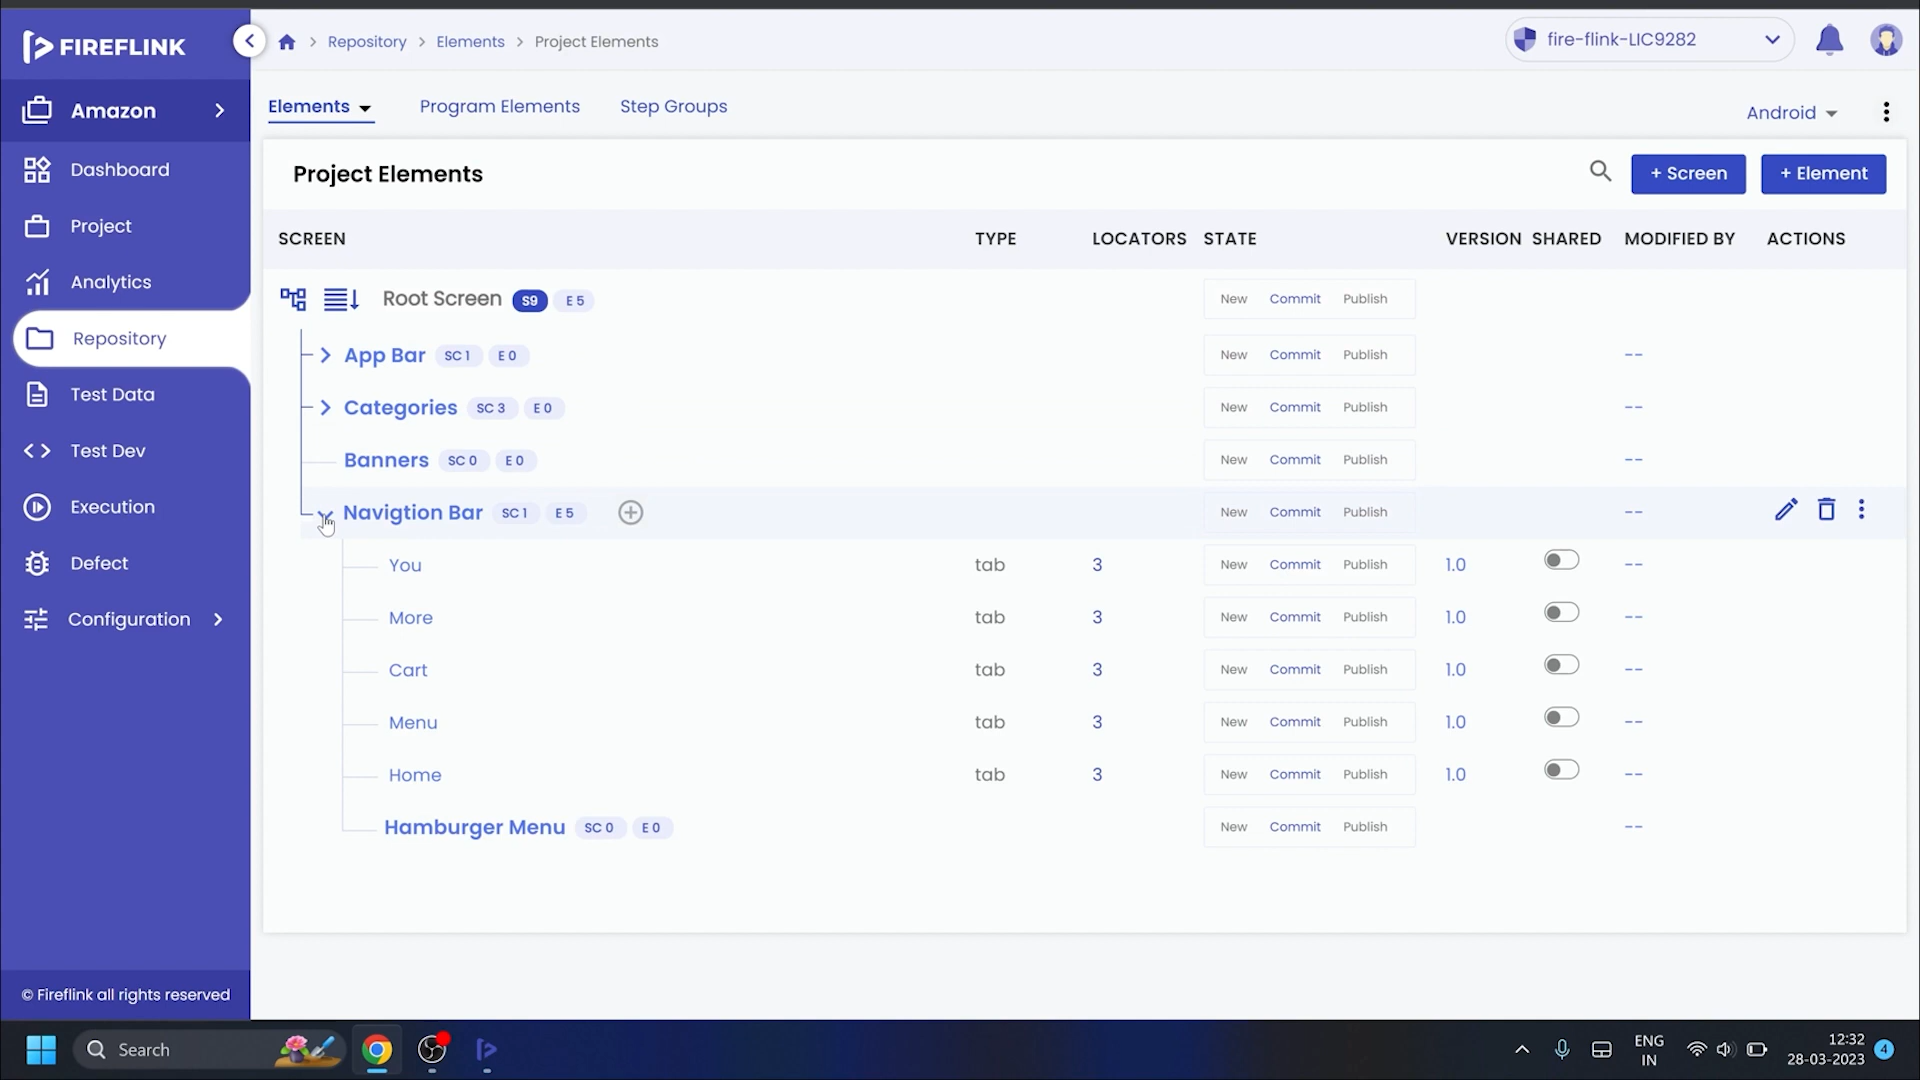 FIREFLINK
Repository
Elements
Project Elements
fire-flink-LIC9282
Amazon
Dashboard
Project
Analytics
Repository
Test Data
Test Dev
Execution
Defect
Configuration
© Fireflink all rights reserved
Elements
Program Elements
Step Groups
Android
Project Elements
+ Screen
+ Element
SCREEN TYPE LOCATORS STATE VERSION SHARED MODIFIED BY ACTIONS
Root Screen S9 E 5 New Commit Publish
App Bar SC 1 E 0 New Commit Publish --
Categories SC 3 E 0 New Commit Publish --
Banners SC 0 E 0 New Commit Publish --
Navigtion Bar SC 1 E 5 New Commit Publish --
You tab 3 New Commit Publish 1.0 --
More tab 3 New Commit Publish 1.0 --
Cart tab 3 New Commit Publish 1.0 --
Menu tab 3 New Commit Publish 1.0 --
Home tab 3 New Commit Publish 1.0 --
Hamburger Menu SC 0 E 0 New Commit Publish --
Search
ENG
IN
12:32
28-03-2023
4